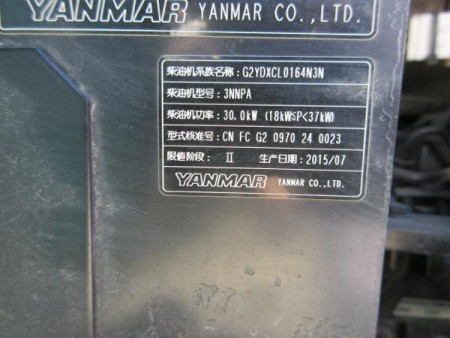 YANMAR YANMAR CO.,LTD.
柴油机系族名称：G2YDXCL0164N3N
柴油机型号：3NNPA
柴油机功率：30.0kW (18kW≤P<37kW)
型式核准号：CN FC G2 0970 24 0023
限值阶段： Ⅱ 生产日期：2015/07
YANMAR YANMAR CO.,LTD.